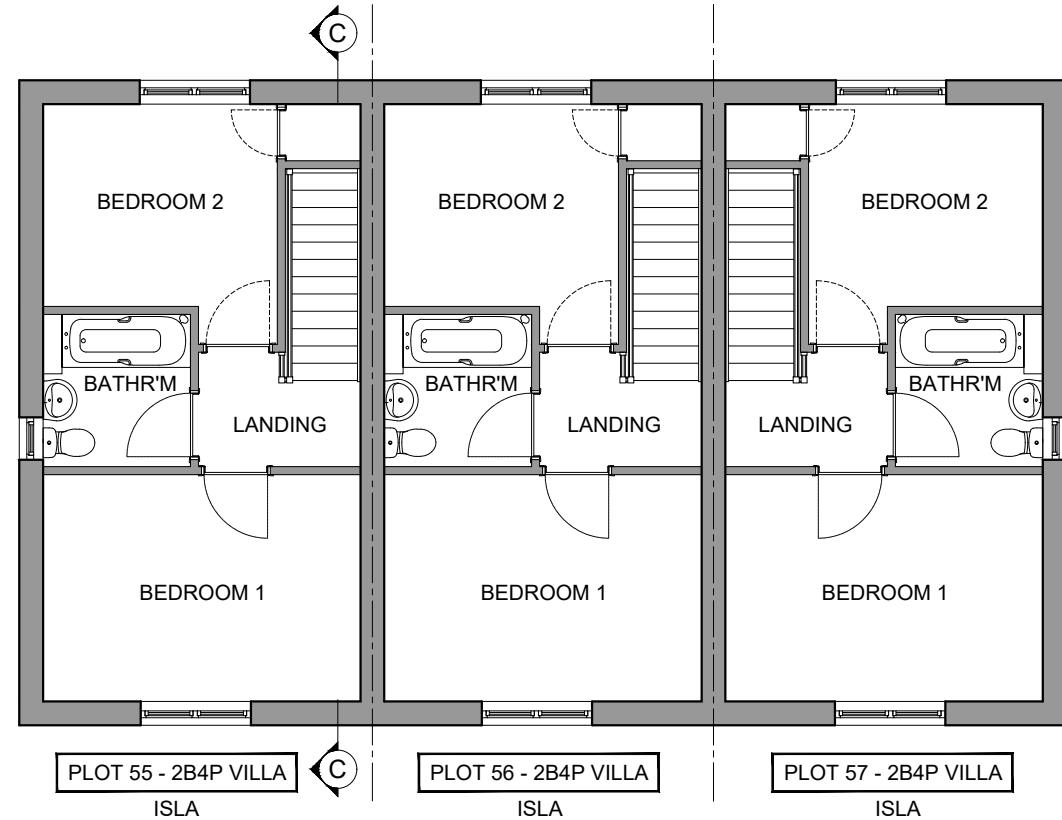 C
BEDROOM 2
BEDROOM 2
BEDROOM 2
BATHR'M
BATHR'M
BATHR'M
LANDING
LANDING
LANDING
BEDROOM 1
BEDROOM 1
BEDROOM 1
PLOT 55 - 2B4P VILLA
C
PLOT 56 - 2B4P VILLA
PLOT 57 - 2B4P VILLA
ISLA
ISLA
ISLA